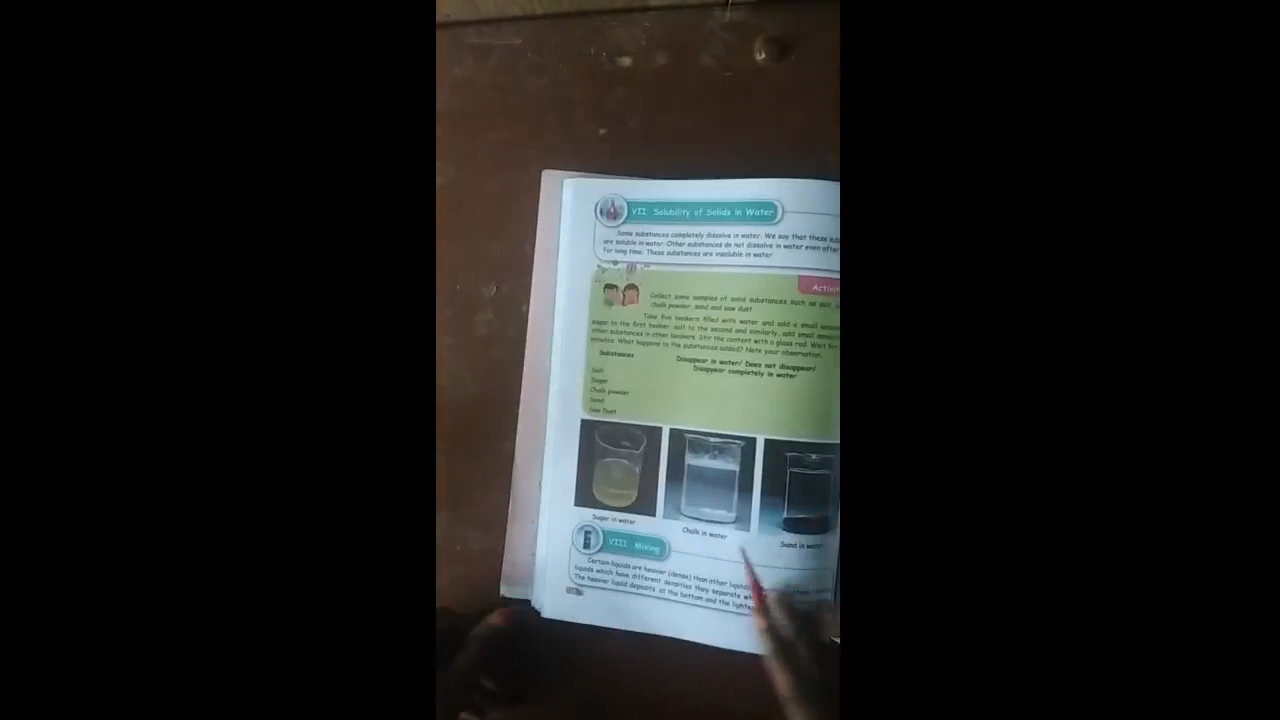 VII Solubility of Solids in Water
Some substances completely dissolve in water. We say that these
are soluble in water. Other substances do not dissolve in water even after
for long time. These substances are insoluble in water.
Collect some samples of solid substances such as salt,
chalk powder, sand and saw dust.
Take five beakers filled with water and add a small
sugar to the first beaker, salt to the second and similarly, add small
other substances in other beakers. Stir the content with a glass rod. Wait for
minutes. What happens to the substances added? Note your observation.
Substances
Disappear in water/ Does not disappear/
Disappear completely in water
Salt
Sugar
Chalk powder
Sand
Saw Dust
Sugar in water
Chalk in water
Sand in water
VIII Mixing
Certain liquids are heavier (dense) than other liquids.
liquids which have different densities they separate
The heavier liquid deposits at the bottom and the